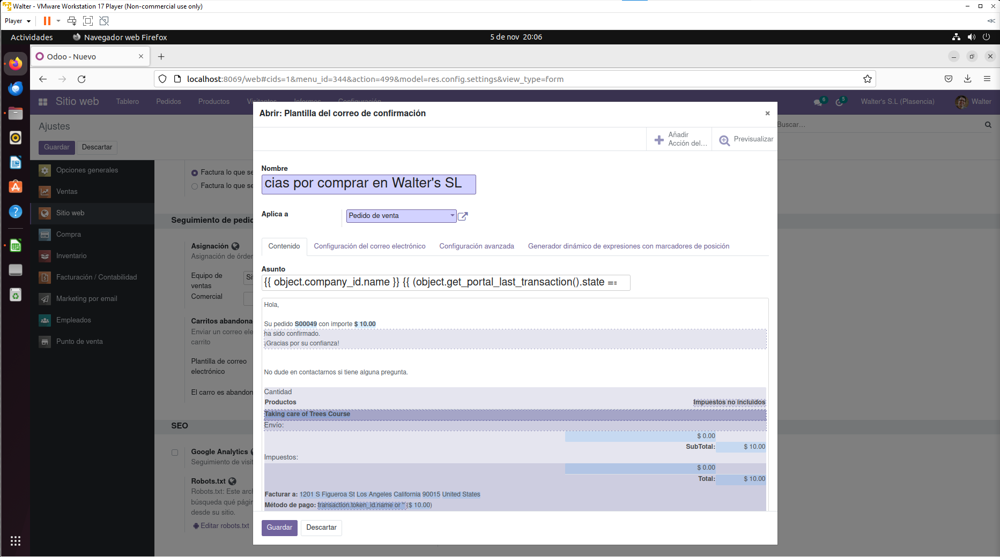 Walter - VMware Workstation 17 Player (Non-commercial use only)
Player
Actividades
Navegador web Firefox
5 de nov 20:06
Odoo - Nuevo
localhost:8069/web#cids=1&menu_id=344&action=499&model=res.config.settings&view_type=form
Sitio web
Tablero
Pedidos
Productos
Visitantes
Informes
Configuración
6
5
Walter's S.L (Plasencia)
Walter
Ajustes
Buscar...
Guardar
Descartar
Opciones generales
Ventas
Sitio web
Compra
Inventario
Facturación / Contabilidad
Marketing por email
Empleados
Punto de venta
Factura lo que se
Factura lo que se
Seguimiento de pedid
Asignación
Asignación de órder
Equipo de
ventas
Si
Comercial
Carritos abandona
Enviar un correo ele
carrito
Plantilla de correo
electrónico
El carro es abandon
SEO
Google Analytics
Seguimiento de visit
Robots.txt
Robots.txt: Este arch
búsqueda qué págin
desde su sitio.
Editar robots.txt
Abrir: Plantilla del correo de confirmación
×
Añadir
Acción del...
Previsualizar
Nombre
cias por comprar en Walter's SL
Aplica a
Pedido de venta
Contenido
Configuración del correo electrónico
Configuración avanzada
Generador dinámico de expresiones con marcadores de posición
Asunto
{{ object.company_id.name }} {{ (object.get_portal_last_transaction().state ==
Hola,
Su pedido S00049 con importe $ 10.00
ha sido confirmado.
¡Gracias por su confianza!
No dude en contactarnos si tiene alguna pregunta.
Cantidad
Productos
Impuestos no incluidos
Taking care of Trees Course
Envío:
$ 0.00
SubTotal: $ 10.00
Impuestos:
$ 0.00
Total: $ 10.00
Facturar a: 1201 S Figueroa St Los Angeles California 90015 United States
Método de pago: transaction.token_id.name or '' ($ 10.00)
Guardar
Descartar